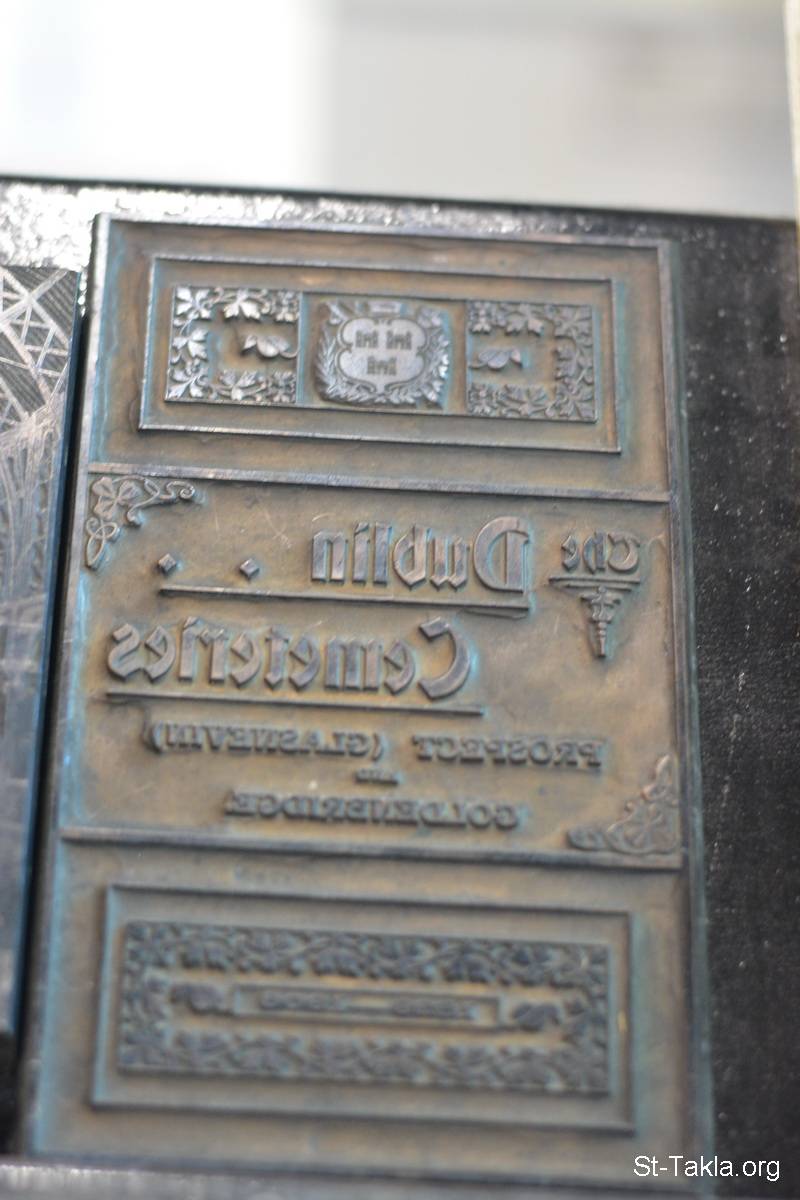 The Dublin
Cemeteries
PROSPECT (GLASNEVIN)
AND
GOLDENBRIDGE
St-Takla.org